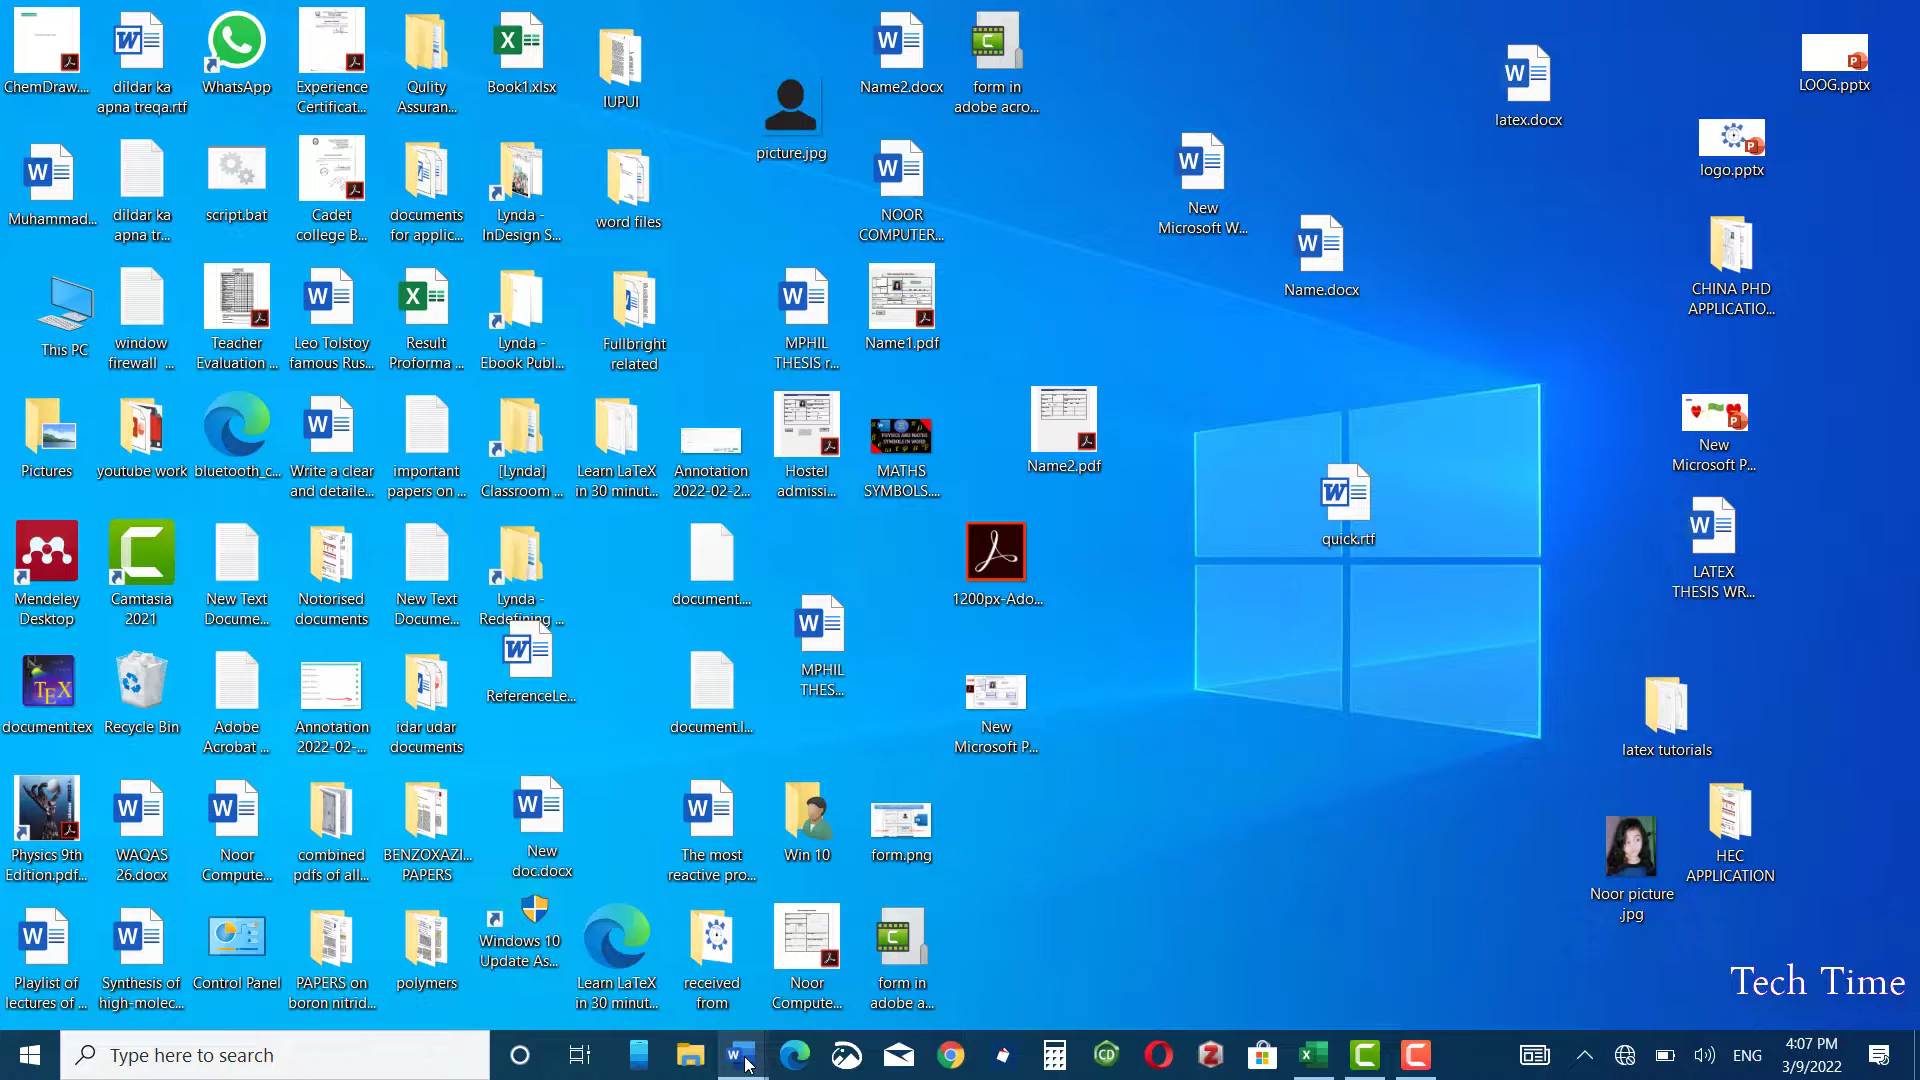 ChemDraw....
dildar ka
apna treqa.rtf
WhatsApp
Experience
Certificat...
Qulity
Assuran...
Book1.xlsx
IUPUI
picture.jpg
Name2.docx
form in
adobe acro...
latex.docx
LOOG.pptx
Muhammad...
dildar ka
apna tr...
script.bat
Cadet
college B...
documents
for applic...
Lynda -
InDesign S...
word files
NOOR
COMPUTER...
New
Microsoft W...
logo.pptx
Name.docx
CHINA PHD
APPLICATIO...
This PC
window
firewall ...
Teacher
Evaluation ...
Leo Tolstoy
famous Rus...
Result
Proforma ...
Lynda -
Ebook Publ...
Fullbright
related
MPHIL
THESIS r...
Name1.pdf
Pictures
youtube work
bluetooth_c...
Write a clear
and detaile...
important
papers on ...
[Lynda]
Classroom ...
Learn LaTeX
in 30 minut...
Annotation
2022-02-2...
Hostel
admissi...
MATHS
SYMBOLS....
Name2.pdf
New
Microsoft P...
quick.rtf
Mendeley
Desktop
Camtasia
2021
New Text
Docume...
Notorised
documents
New Text
Docume...
Lynda -
Redefining ...
document....
1200px-Ado...
LATEX
THESIS WR...
document.tex
Recycle Bin
Adobe
Acrobat ...
Annotation
2022-02-...
idar udar
documents
ReferenceLe...
document.l...
MPHIL
THES...
New
Microsoft P...
latex tutorials
Physics 9th
Edition.pdf...
WAQAS
26.docx
Noor
Compute...
combined
pdfs of all...
BENZOXAZI...
PAPERS
New
doc.docx
The most
reactive pro...
Win 10
form.png
Noor picture
.jpg
HEC
APPLICATION
Playlist of
lectures of ...
Synthesis of
high-molec...
Control Panel
PAPERS on
boron nitrid...
polymers
Windows 10
Update As...
Learn LaTeX
in 30 minut...
received
from
Noor
Compute...
form in
adobe a...
Tech Time
Type here to search
ENG
4:07 PM
3/9/2022